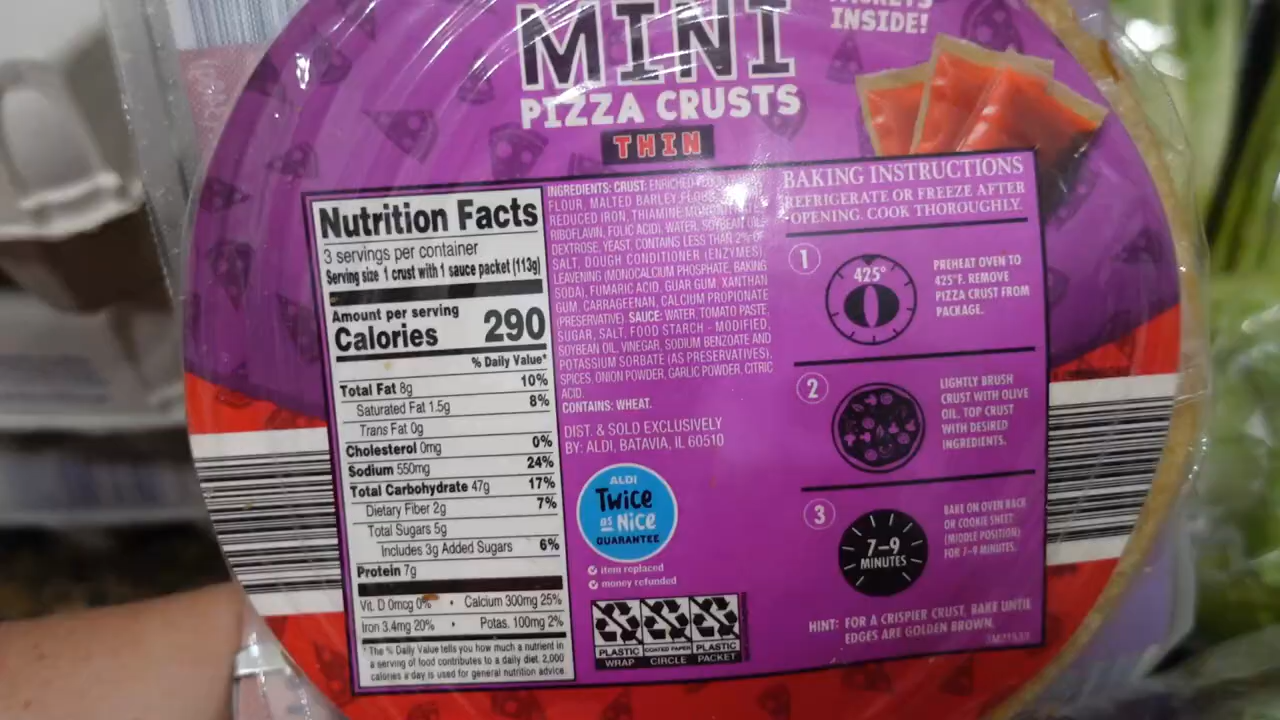 MINI
PIZZA CRUSTS
THIN
INSIDE!
Nutrition Facts
3 servings per container
Serving size 1 crust with 1 sauce packet (113g)
Amount per serving
Calories 290
% Daily Value*
Total Fat 8g 10%
Saturated Fat 1.5g 8%
Trans Fat 0g
Cholesterol 0mg 0%
Sodium 550mg 24%
Total Carbohydrate 47g 17%
Dietary Fiber 2g 7%
Total Sugars 5g
Includes 3g Added Sugars 6%
Protein 7g
Vit. D 0mcg 0% • Calcium 300mg 25%
Iron 3.4mg 20% • Potas. 100mg 2%
* The % Daily Value tells you how much a nutrient in
a serving of food contributes to a daily diet. 2,000
calories a day is used for general nutrition advice.
INGREDIENTS: CRUST: ENRICHED
FLOUR, MALTED BARLEY FLOUR,
REDUCED IRON, THIAMINE
RIBOFLAVIN, FOLIC ACID), WATER, SOYBEAN OIL,
DEXTROSE, YEAST, CONTAINS LESS THAN 2% OF
SALT, DOUGH CONDITIONER (ENZYMES),
LEAVENING (MONOCALCIUM PHOSPHATE, BAKING
SODA), FUMARIC ACID, GUAR GUM, XANTHAN
GUM, CARRAGEENAN, CALCIUM PROPIONATE
(PRESERVATIVE). SAUCE: WATER, TOMATO PASTE,
SUGAR, SALT, FOOD STARCH - MODIFIED,
SOYBEAN OIL, VINEGAR, SODIUM BENZOATE AND
POTASSIUM SORBATE (AS PRESERVATIVES),
SPICES, ONION POWDER, GARLIC POWDER, CITRIC
ACID.
CONTAINS: WHEAT.
DIST. & SOLD EXCLUSIVELY
BY: ALDI, BATAVIA, IL 60510
ALDI
Twice
as Nice
GUARANTEE
item replaced
money refunded
PLASTIC COATED PAPER PLASTIC
WRAP CIRCLE PACKET
BAKING INSTRUCTIONS
REFRIGERATE OR FREEZE AFTER
OPENING. COOK THOROUGHLY.
1
425°
PREHEAT OVEN TO
425°F. REMOVE
PIZZA CRUST FROM
PACKAGE.
2
LIGHTLY BRUSH
CRUST WITH OLIVE
OIL. TOP CRUST
WITH DESIRED
INGREDIENTS.
3
7-9
MINUTES
BAKE ON OVEN RACK
OR COOKIE SHEET
(MIDDLE POSITION)
FOR 7-9 MINUTES.
HINT: FOR A CRISPIER CRUST, BAKE UNTIL
EDGES ARE GOLDEN BROWN.